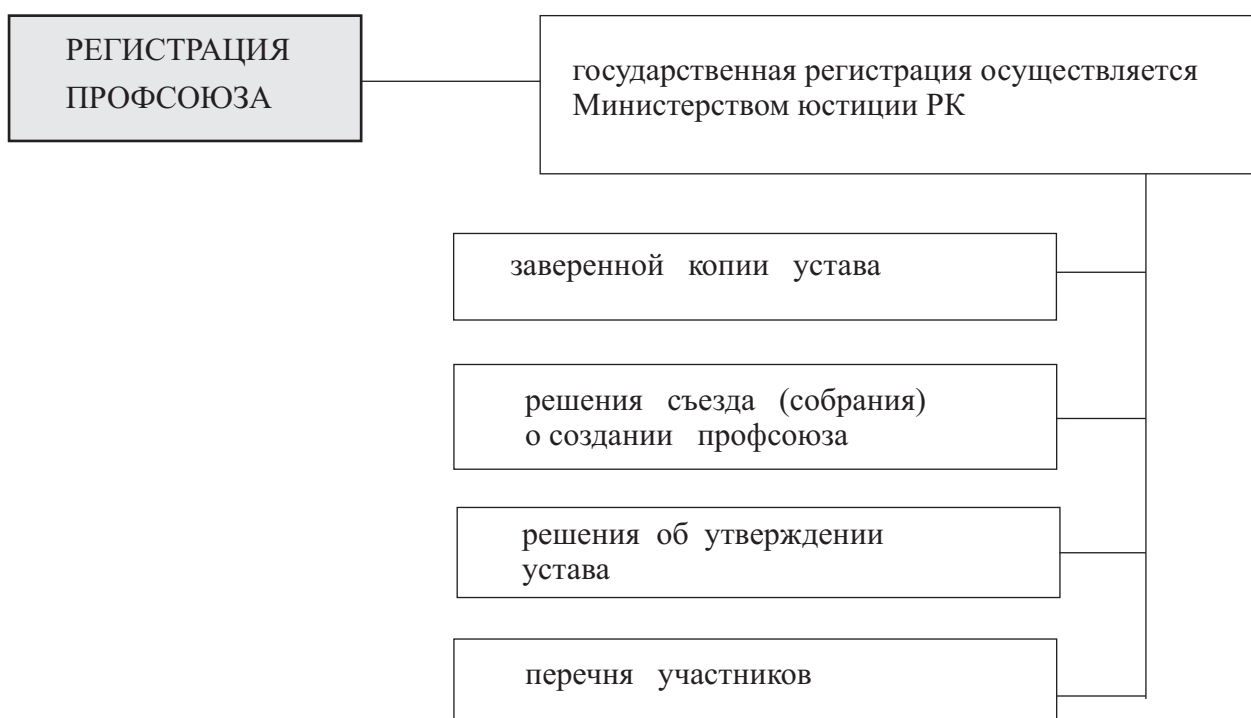 РЕГИСТРАЦИЯ
ПРОФСОЮЗА
государственная регистрация осуществляется
Министерством юстиции РК
заверенной копии устава
решения съезда (собрания)
о создании профсоюза
решения об утверждении
устава
перечня участников